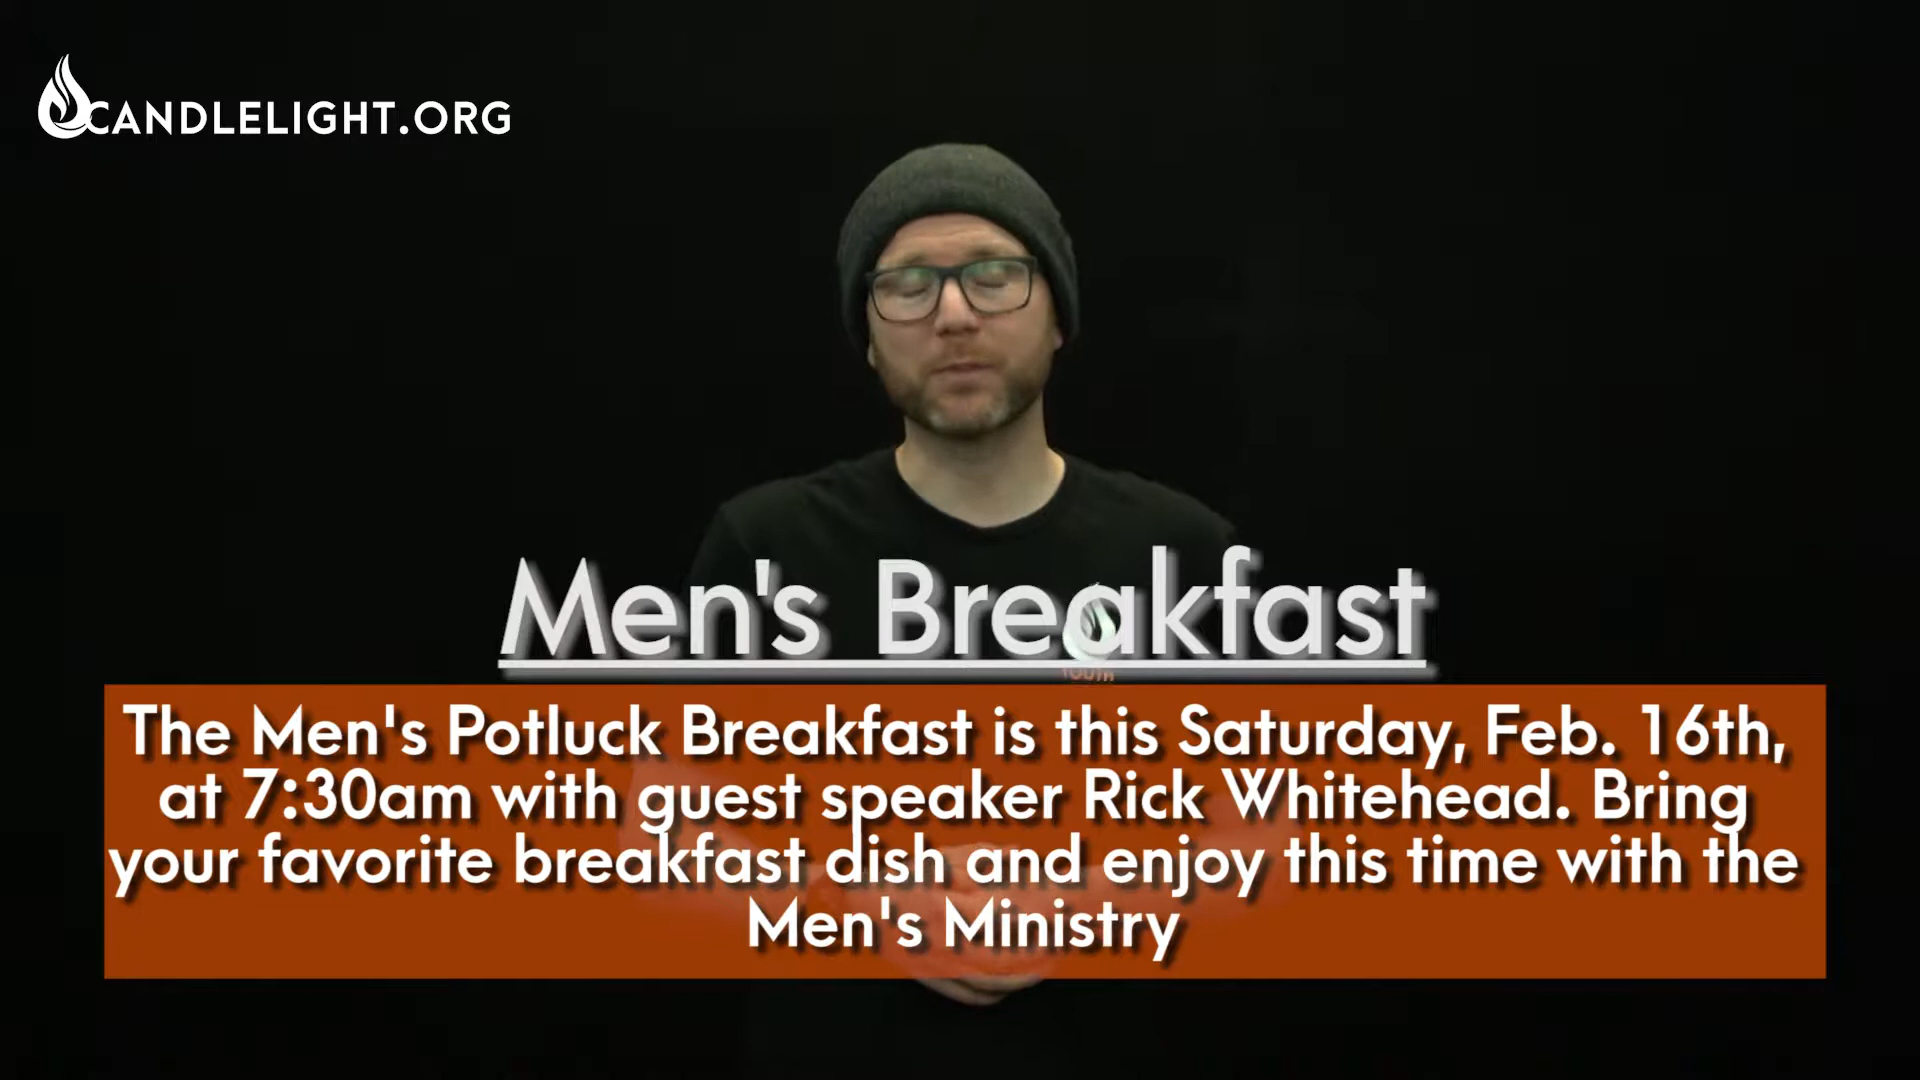 CANDLELIGHT.ORG
Men's Breakfast
YOUTH
The Men's Potluck Breakfast is this Saturday, Feb. 16th,
at 7:30am with guest speaker Rick Whitehead. Bring
your favorite breakfast dish and enjoy this time with the
Men's Ministry